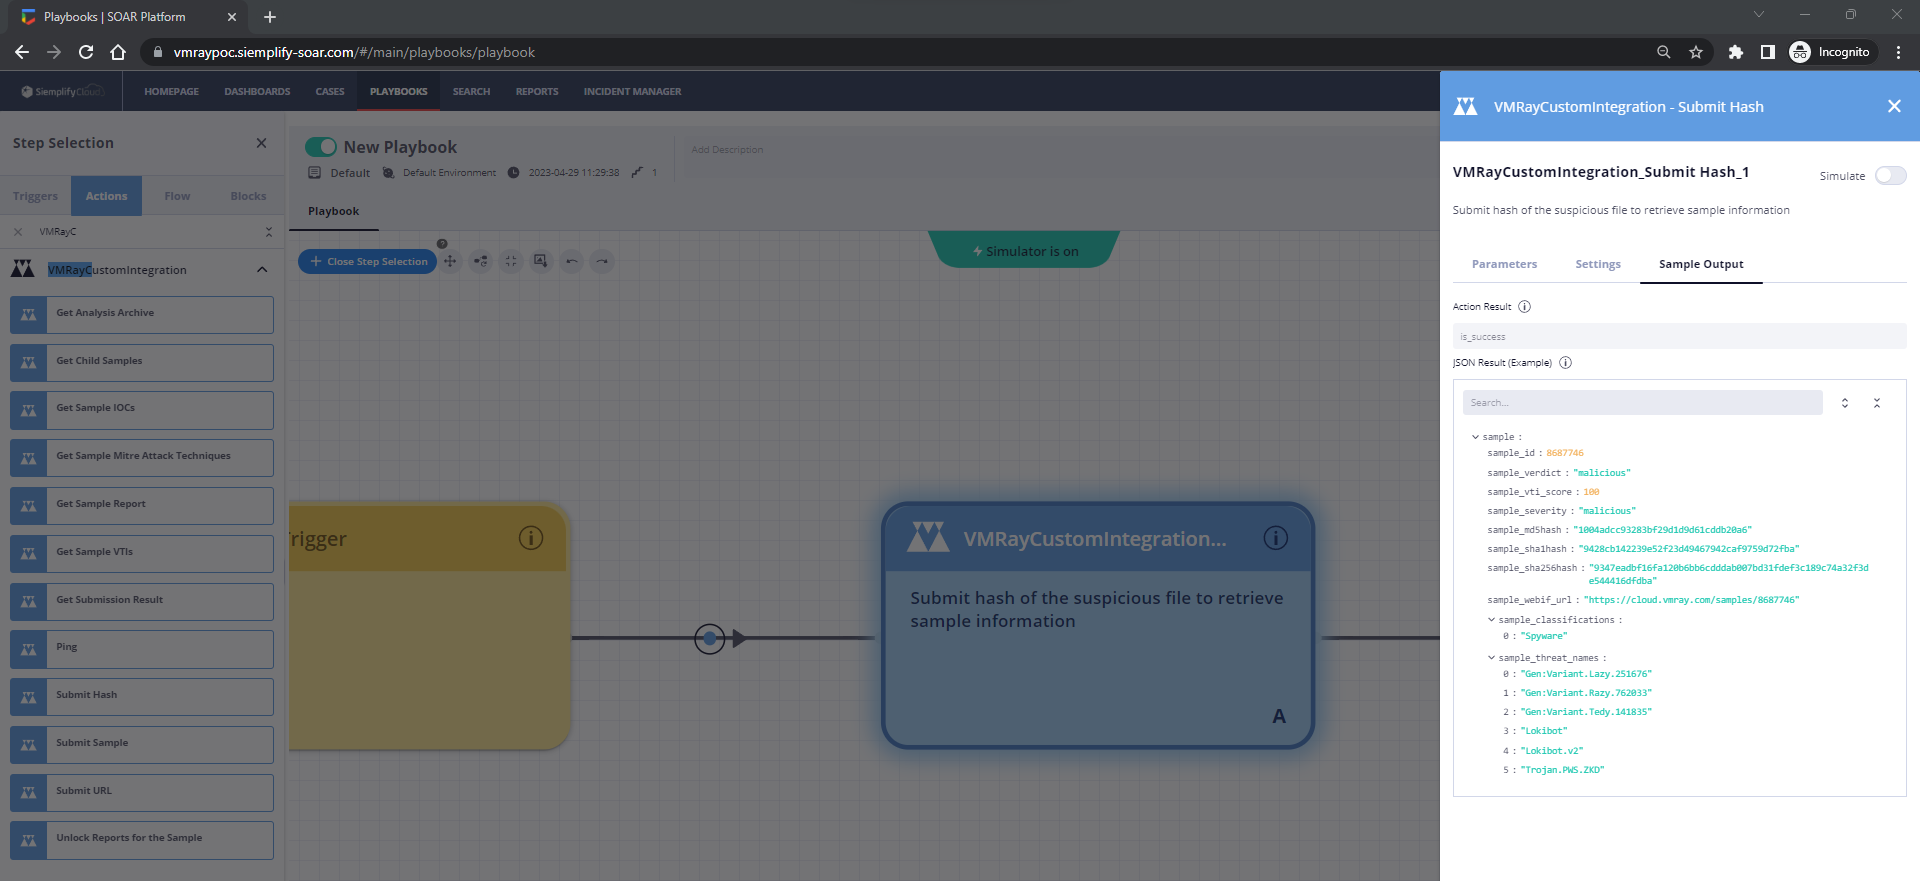 Playbooks | SOAR Platform
vmraypoc.siemplify-soar.com/#/main/playbooks/playbook
Incognito
SiemplifyCloud
HOMEPAGE
DASHBOARDS
CASES
PLAYBOOKS
SEARCH
REPORTS
INCIDENT MANAGER
Step Selection
Triggers
Actions
Flow
Blocks
VMRayC
VMRayCustomIntegration
Get Analysis Archive
Get Child Samples
Get Sample IOCs
Get Sample Mitre Attack Techniques
Get Sample Report
Get Sample VTIs
Get Submission Result
Ping
Submit Hash
Submit Sample
Submit URL
Unlock Reports for the Sample
New Playbook
Add Description
Default
Default Environment
2023-04-29 11:29:38
1
Playbook
+ Close Step Selection
?
Simulator is on
rigger
VMRayCustomIntegration...
Submit hash of the suspicious file to retrieve
sample information
A
VMRayCustomIntegration - Submit Hash
VMRayCustomIntegration_Submit Hash_1
Simulate
Submit hash of the suspicious file to retrieve sample information
Parameters
Settings
Sample Output
Action Result
is_success
JSON Result (Example)
Search...
sample :
sample_id : 8687746
sample_verdict : "malicious"
sample_vti_score : 100
sample_severity : "malicious"
sample_md5hash : "1004adcc93283bf29d1d9d61cddb20a6"
sample_sha1hash : "9428cb142239e52f23d49467942caf9759d72fba"
sample_sha256hash : "9347eadbf16fa120b6bb6cdddab007bd31fdef3c189c74a32f3d
e544416dfdba"
sample_webif_url : "https://cloud.vmray.com/samples/8687746"
sample_classifications :
0 : "Spyware"
sample_threat_names :
0 : "Gen:Variant.Lazy.251676"
1 : "Gen:Variant.Razy.762033"
2 : "Gen:Variant.Tedy.141835"
3 : "Lokibot"
4 : "Lokibot.v2"
5 : "Trojan.PWS.ZKD"